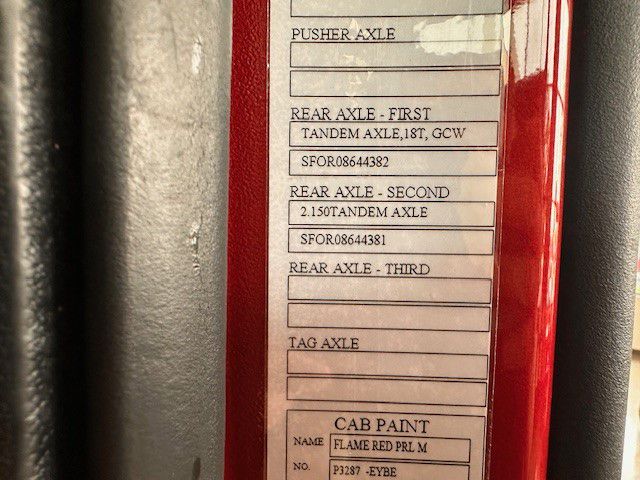 PUSHER AXLE
REAR AXLE - FIRST
TANDEM AXLE,18T, GCW
SFOR08644382
REAR AXLE - SECOND
2.150TANDEM AXLE
SFOR08644381
REAR AXLE - THIRD
TAG AXLE
CAB PAINT
NAME FLAME RED PRL M
NO. P3287 -EYBE